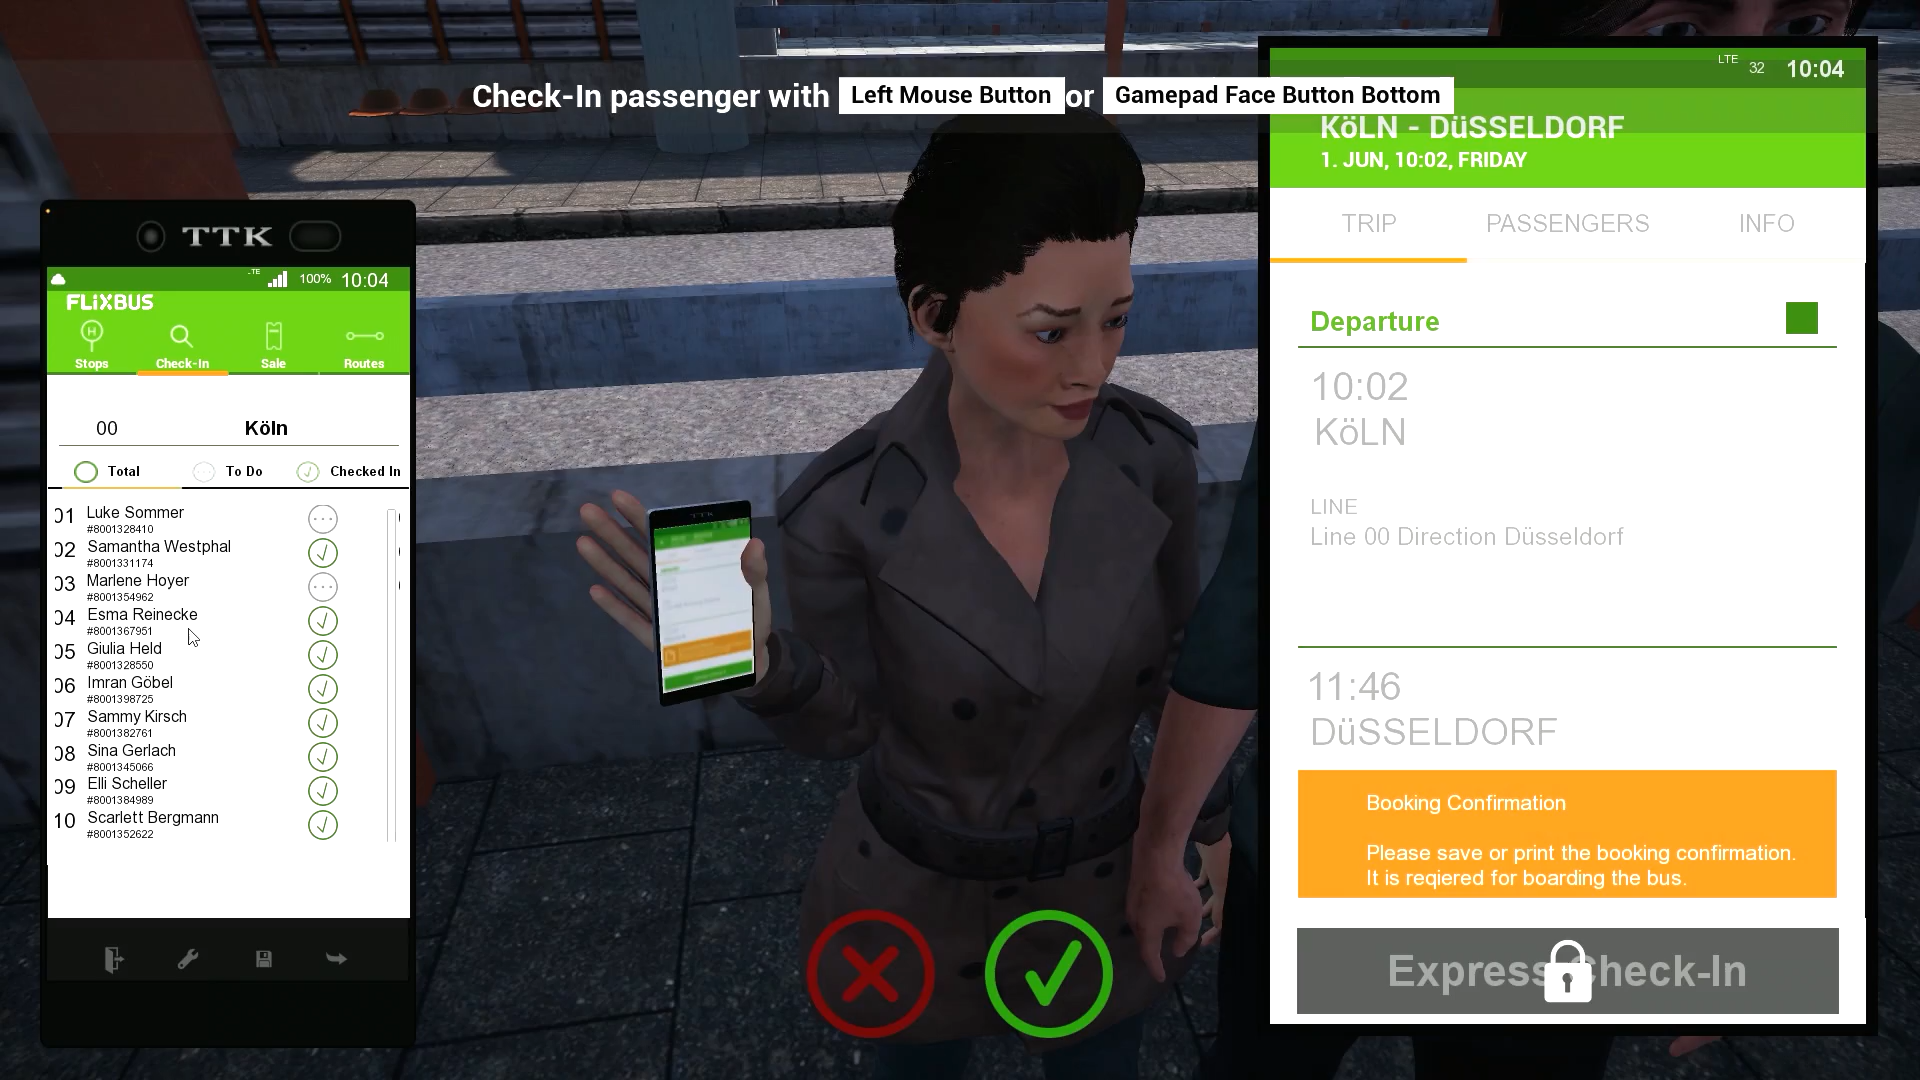 Check-In passenger with Left Mouse Button or Gamepad Face Button Bottom
TTK
LTE 100% 10:04
FLiXBUS
Stops Check-In Sale Routes
00 Köln
Total To Do Checked In
01 Luke Sommer
#8001328410
02 Samantha Westphal
#8001331174
03 Marlene Hoyer
#8001354962
04 Esma Reinecke
#8001367951
05 Giulia Held
#8001328550
06 Imran Göbel
#8001398725
07 Sammy Kirsch
#8001382761
08 Sina Gerlach
#8001345066
09 Elli Scheller
#8001384989
10 Scarlett Bergmann
#8001352622
TTK
LTE 32 10:04
KöLN - DüSSELDORF
1. JUN, 10:02, FRIDAY
TRIP PASSENGERS INFO
Departure
10:02
KöLN
LINE
Line 00 Direction Düsseldorf
11:46
DüSSELDORF
Booking Confirmation
Please save or print the booking confirmation.
It is reqiered for boarding the bus.
Express Check-In